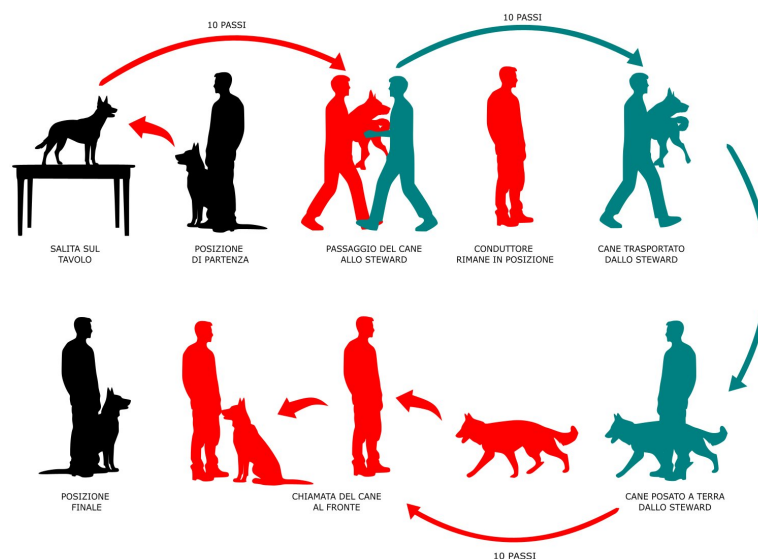 10 PASSI
10 PASSI
SALITA SUL
TAVOLO
POSIZIONE
DI PARTENZA
PASSAGGIO DEL CANE
ALLO STEWARD
CONDUTTORE
RIMANE IN POSIZIONE
CANE TRASPORTATO
DALLO STEWARD
POSIZIONE
FINALE
CHIAMATA DEL CANE
AL FRONTE
CANE POSATO A TERRA
DALLO STEWARD
10 PASSI